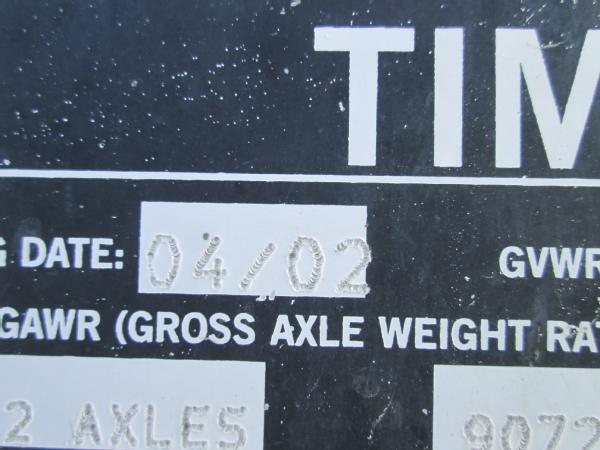 TIM
G DATE: 04/02 GVWR
GAWR (GROSS AXLE WEIGHT RAT
2 AXLES 9072